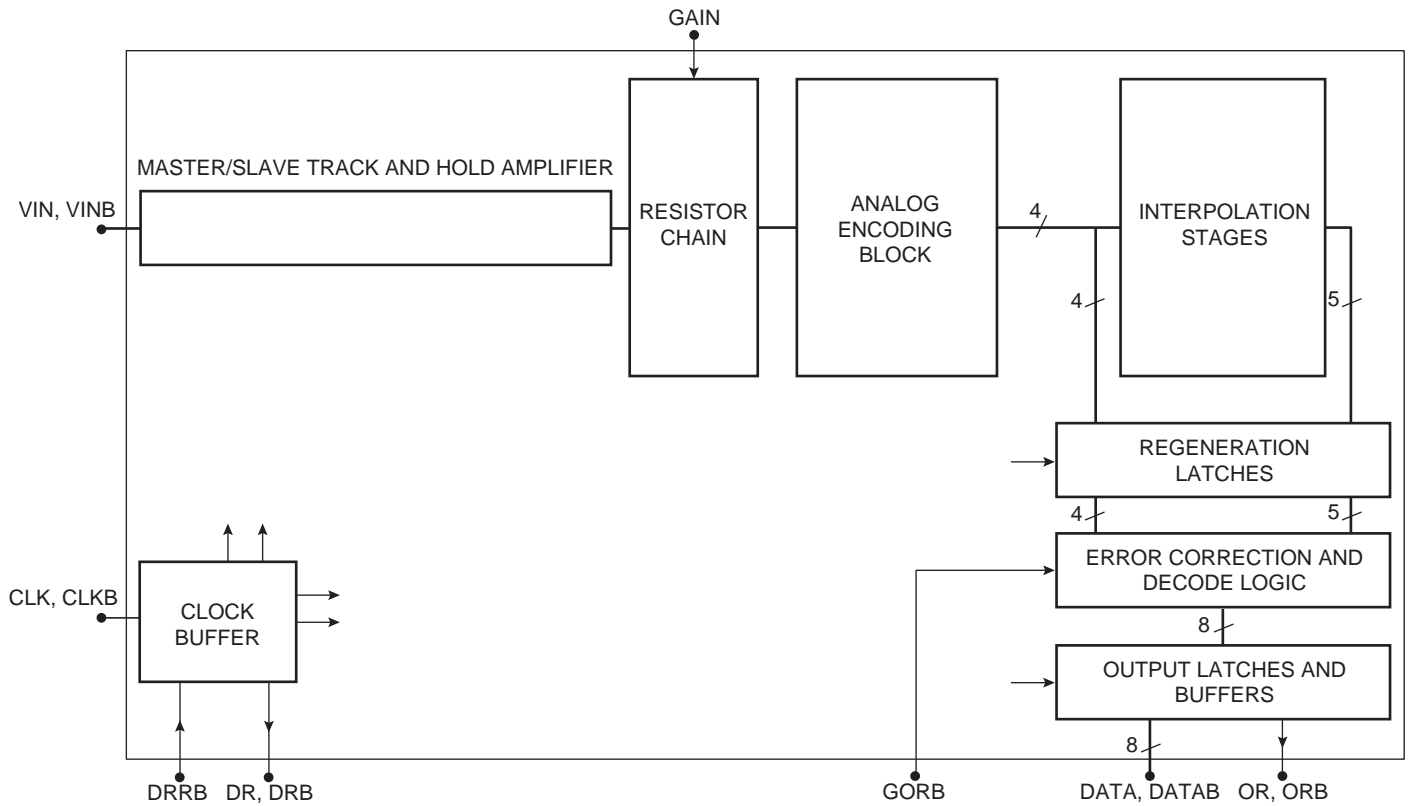 GAIN
MASTER/SLAVE TRACK AND HOLD AMPLIFIER
VIN, VINB
RESISTOR
CHAIN
ANALOG
ENCODING
BLOCK
4
INTERPOLATION
STAGES
4
5
REGENERATION
LATCHES
4
5
ERROR CORRECTION AND
DECODE LOGIC
CLK, CLKB
CLOCK
BUFFER
8
OUTPUT LATCHES AND
BUFFERS
8
DRRB
DR, DRB
GORB
DATA, DATAB
OR, ORB